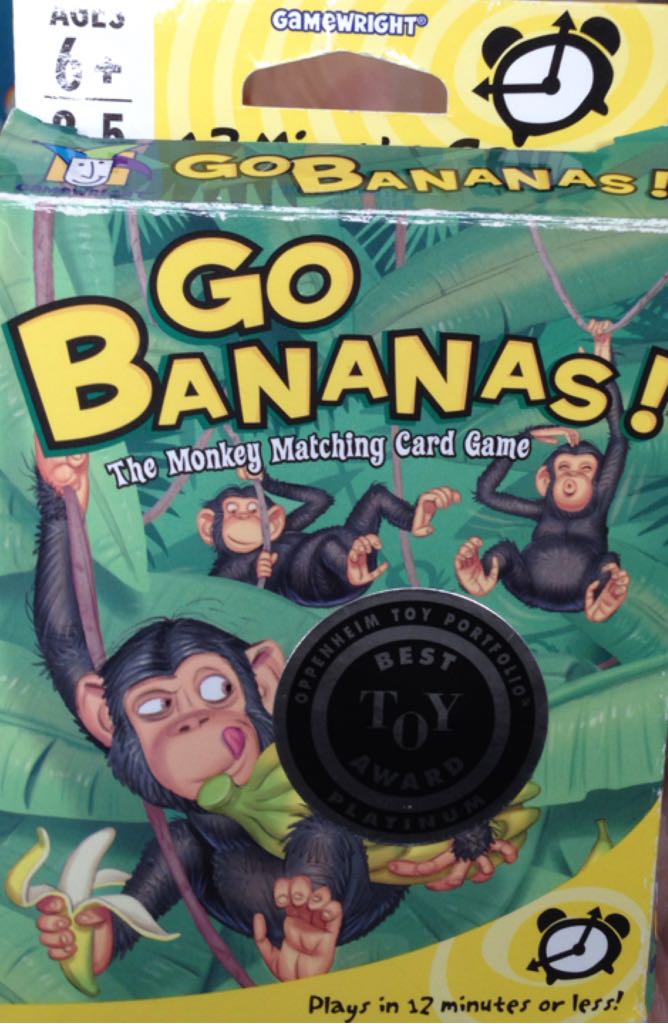 AGES
GAMEWRIGHT®
6+
GO BANANAS!
GO
BANANAS!
The Monkey Matching Card Game
OPPENHEIM TOY PORTFOLIO™
BEST
TOY
AWARD
PLATINUM
Plays in 12 minutes or less!